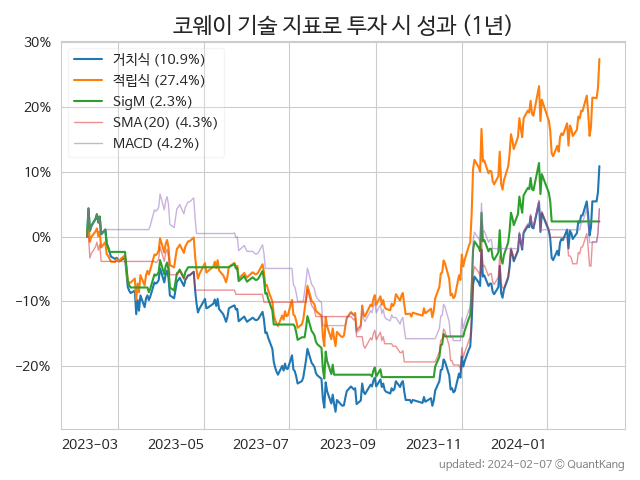 코웨이 기술 지표로 투자 시 성과 (1년)
30%
20%
10%
0%
−10%
−20%
거치식 (10.9%)
적립식 (27.4%)
SigM (2.3%)
SMA(20) (4.3%)
MACD (4.2%)
2023-03
2023-05
2023-07
2023-09
2023-11
2024-01
updated: 2024-02-07 © QuantKang